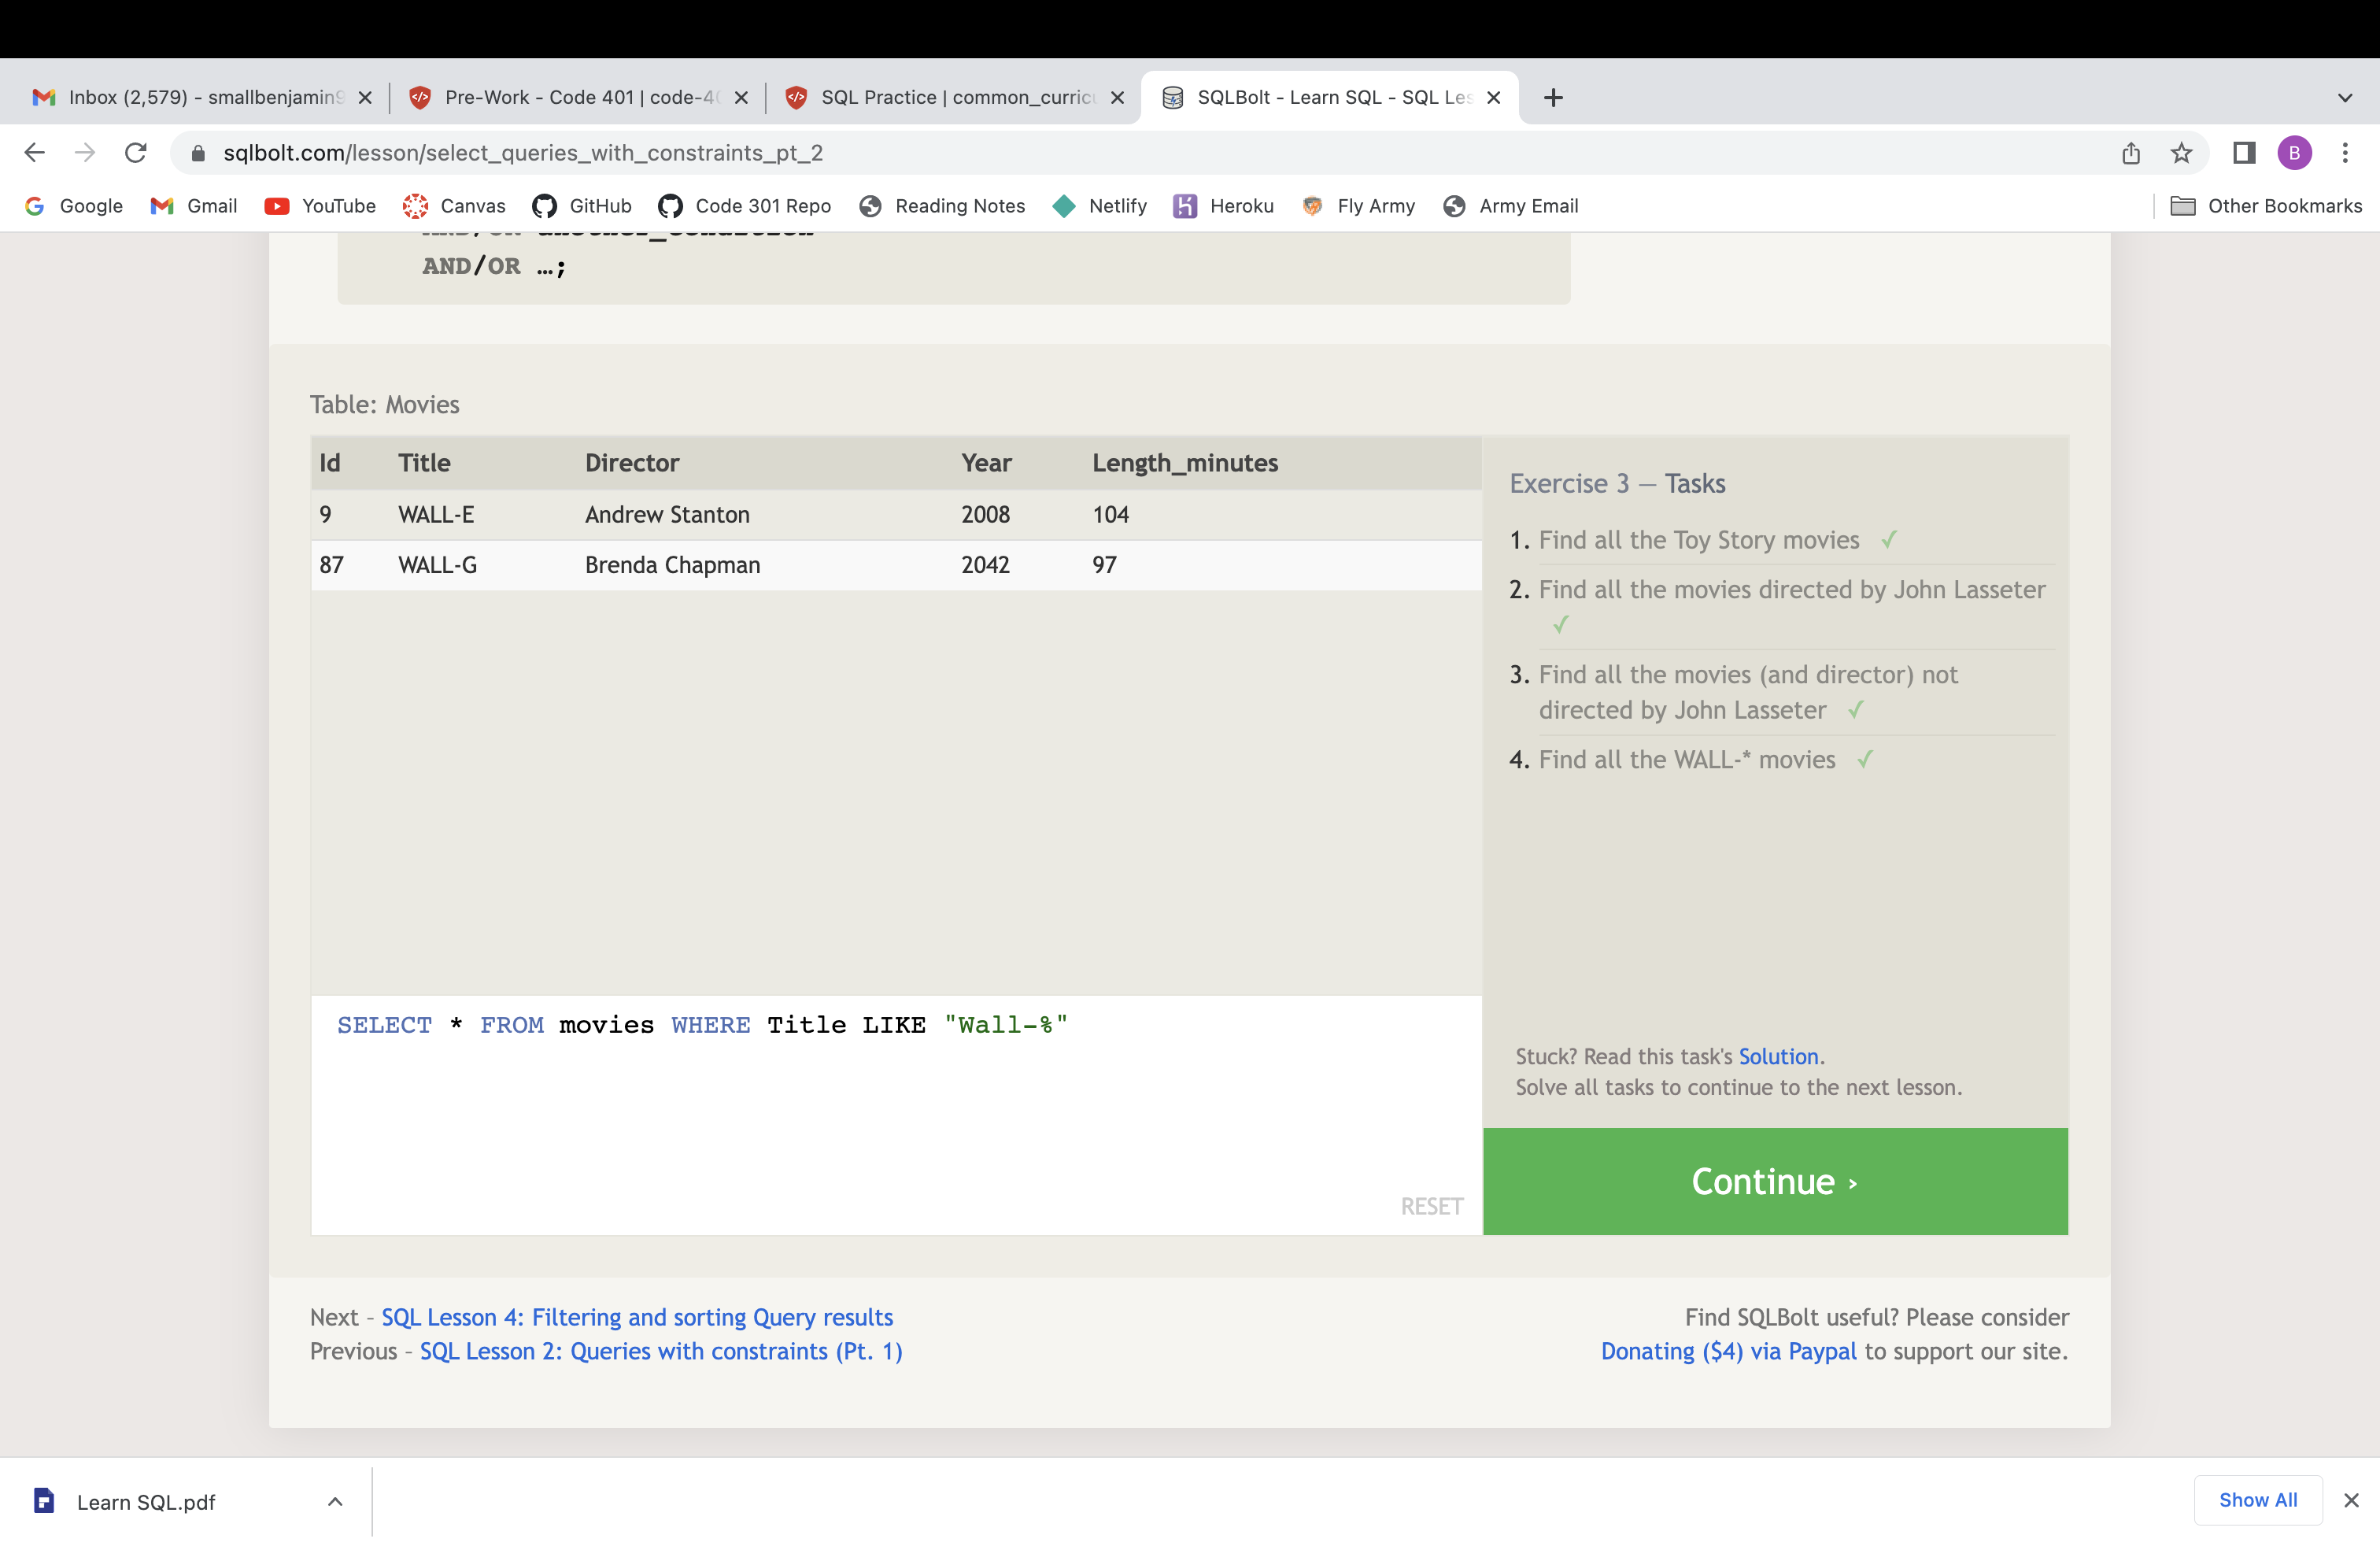 Inbox (2,579) - smallbenjamin9
Pre-Work - Code 401 | code-40
SQL Practice | common_curricu
SQLBolt - Learn SQL - SQL Les
sqlbolt.com/lesson/select_queries_with_constraints_pt_2
B
Google Gmail YouTube Canvas GitHub Code 301 Repo Reading Notes Netlify Heroku Fly Army Army Email Other Bookmarks
AND/OR another_condition
AND/OR …;
Table: Movies
Id Title Director Year Length_minutes
9 WALL-E Andrew Stanton 2008 104
87 WALL-G Brenda Chapman 2042 97
SELECT * FROM movies WHERE Title LIKE "Wall-%"
RESET
Exercise 3 — Tasks
1. Find all the Toy Story movies ✓
2. Find all the movies directed by John Lasseter
✓
3. Find all the movies (and director) not
directed by John Lasseter ✓
4. Find all the WALL-* movies ✓
Stuck? Read this task's Solution.
Solve all tasks to continue to the next lesson.
Continue ›
Next – SQL Lesson 4: Filtering and sorting Query results
Previous – SQL Lesson 2: Queries with constraints (Pt. 1)
Find SQLBolt useful? Please consider
Donating ($4) via Paypal to support our site.
Learn SQL.pdf
Show All